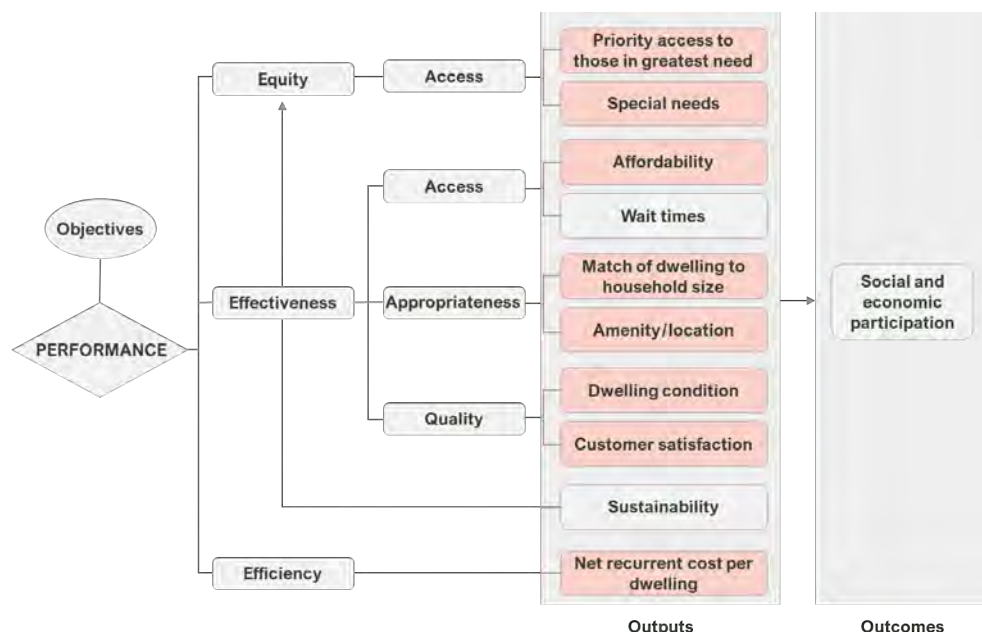 Objectives
PERFORMANCE
Equity
Access
Priority access to
those in greatest need
Special needs
Effectiveness
Access
Affordability
Wait times
Appropriateness
Match of dwelling to
household size
Amenity/location
Quality
Dwelling condition
Customer satisfaction
Sustainability
Efficiency
Net recurrent cost per
dwelling
Social and
economic
participation
Outputs
Outcomes